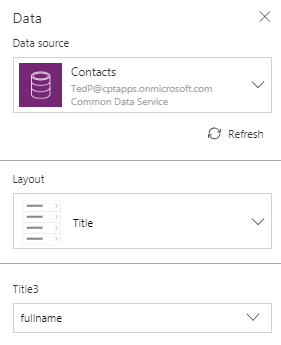 Data
Data source
Contacts
TedP@cptapps.onmicrosoft.com
Common Data Service
Refresh
Layout
Title
Title3
fullname